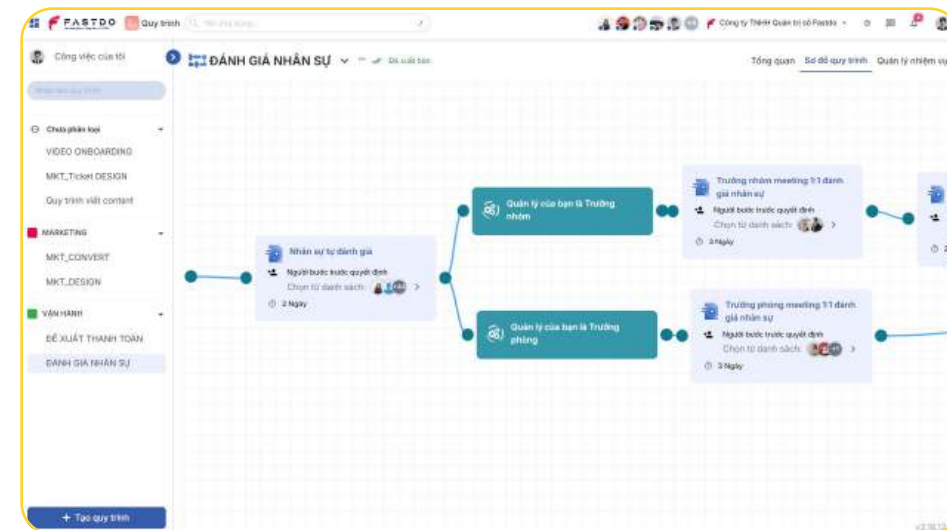 FASTDO Quy trình
Công ty TNHH Quản trị số Fastdo
Công việc của tôi
ĐÁNH GIÁ NHÂN SỰ
Đã xuất bản
Tổng quan Sơ đồ quy trình Quản lý nhiệm vụ
Chưa phân loại
VIDEO ONBOARDING
MKT_Ticket DESIGN
Quy trình viết content
MARKETING
MKT_CONVERT
MKT_DESIGN
VẬN HÀNH
ĐỀ XUẤT THANH TOÁN
ĐÁNH GIÁ NHÂN SỰ
+ Tạo quy trình
Nhân sự tự đánh giá
Người bước trước quyết định
Chọn từ danh sách:
2 Ngày
Quản lý của bạn là Trưởng
nhóm
Quản lý của bạn là Trưởng
phòng
Trưởng nhóm meeting 1:1 đánh
giá nhân sự
Người bước trước quyết định
Chọn từ danh sách:
3 Ngày
Trưởng phòng meeting 1:1 đánh
giá nhân sự
Người bước trước quyết định
Chọn từ danh sách:
3 Ngày